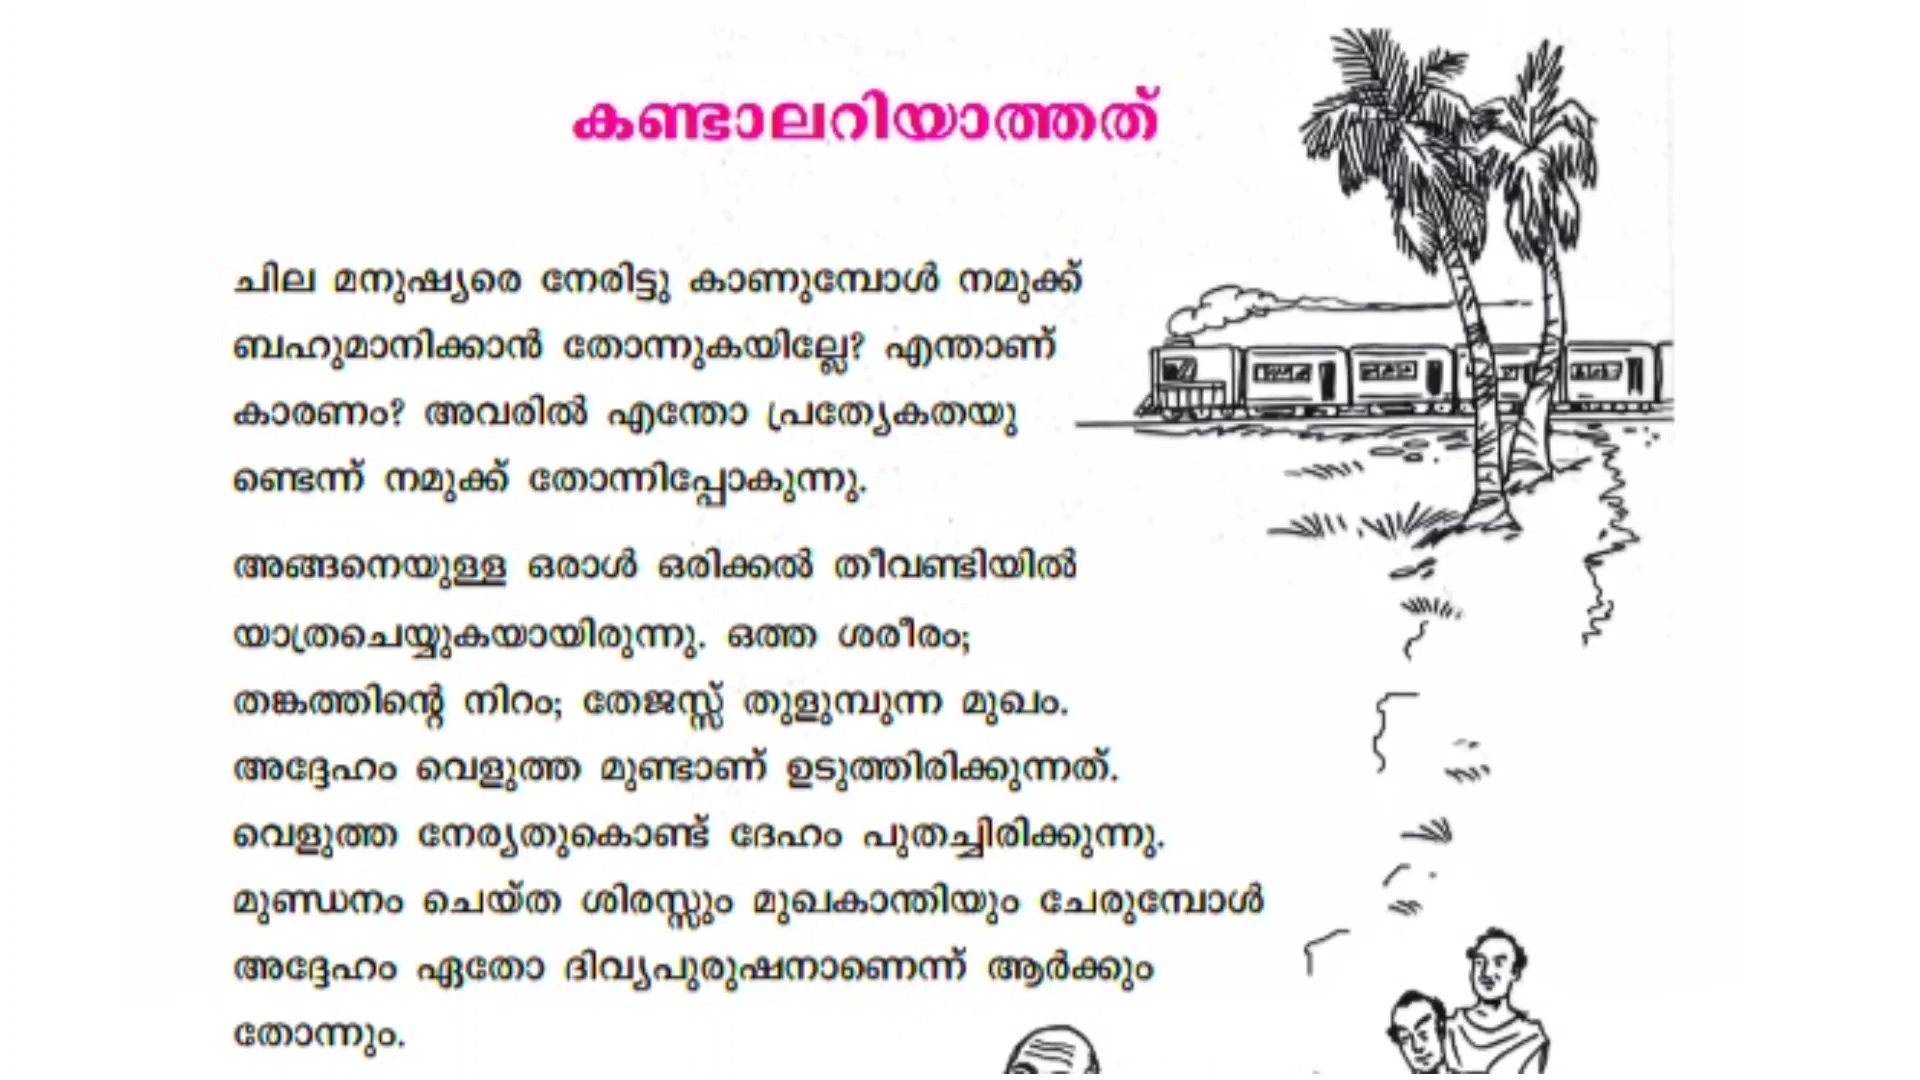 കണ്ടാലറിയാത്തത്
ചില മനുഷ്യരെ നേരിട്ടു കാണുമ്പോൾ നമുക്ക്
ബഹുമാനിക്കാൻ തോന്നുകയില്ലേ? എന്താണ്
കാരണം? അവരിൽ എന്തോ പ്രത്യേകതയു
ണ്ടെന്ന് നമുക്ക് തോന്നിപ്പോകുന്നു.
അങ്ങനെയുള്ള ഒരാൾ ഒരിക്കൽ തീവണ്ടിയിൽ
യാത്രചെയ്യുകയായിരുന്നു. ഒത്ത ശരീരം;
തങ്കത്തിന്റെ നിറം; തേജസ്സ് തുളുമ്പുന്ന മുഖം.
അദ്ദേഹം വെളുത്ത മുണ്ടാണ് ഉടുത്തിരിക്കുന്നത്.
വെളുത്ത നേര്യതുകൊണ്ട് ദേഹം പുതച്ചിരിക്കുന്നു.
മുണ്ഡനം ചെയ്ത ശിരസ്സും മുഖകാന്തിയും ചേരുമ്പോൾ
അദ്ദേഹം ഏതോ ദിവ്യപുരുഷനാണെന്ന് ആർക്കും
തോന്നും.